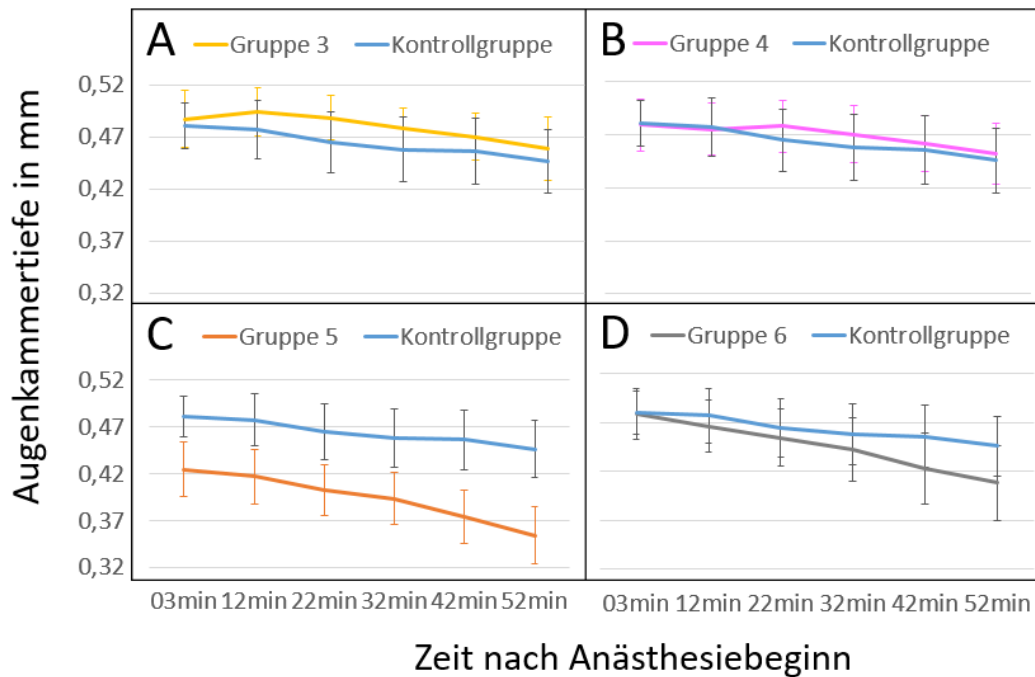 A Gruppe 3 Kontrollgruppe
B Gruppe 4 Kontrollgruppe
0,52
0,47
0,42
0,37
0,32
C Gruppe 5 Kontrollgruppe
D Gruppe 6 Kontrollgruppe
0,52
0,47
0,42
0,37
0,32
Augenkammertiefe in mm
03min 12min 22min 32min 42min 52min
03min 12min 22min 32min 42min 52min
Zeit nach Anästhesiebeginn